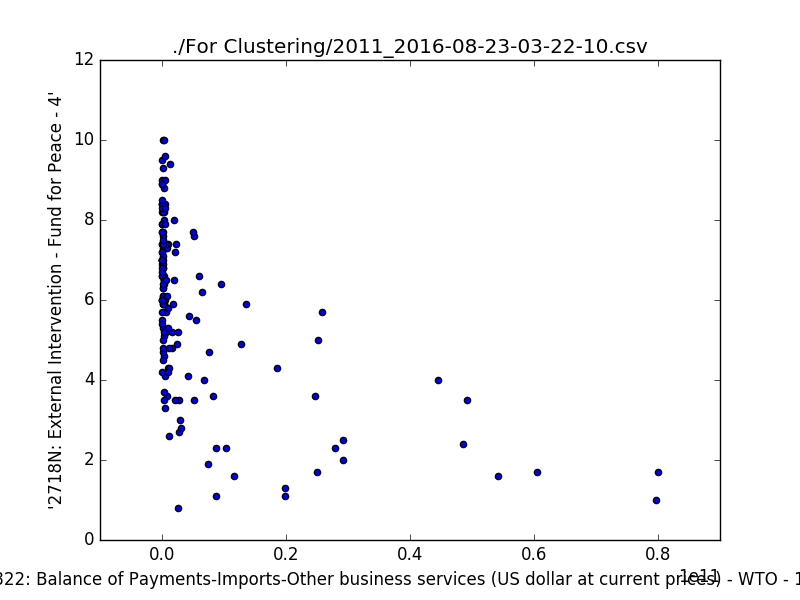 ./For Clustering/2011_2016-08-23-03-22-10.csv
'2718N: External Intervention - Fund for Peace - 4'
12
10
8
6
4
2
0
0.0 0.2 0.4 0.6 0.8
1e11
322: Balance of Payments-Imports-Other business services (US dollar at current prices) - WTO - 1